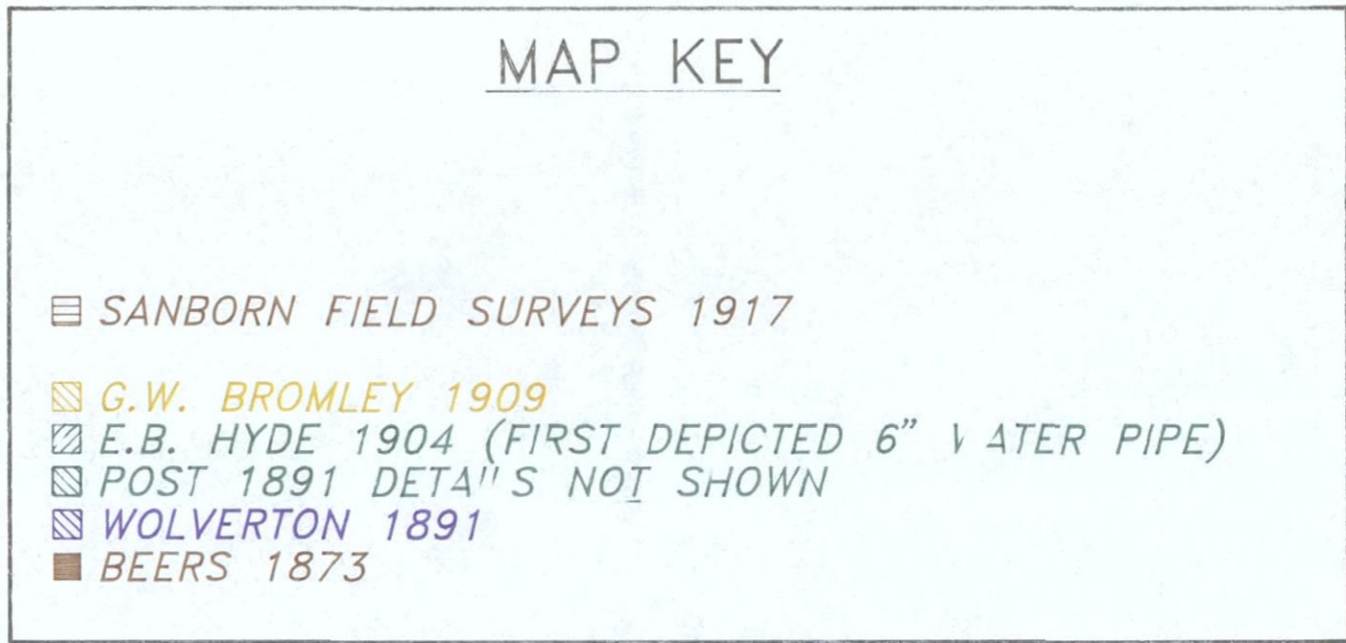 MAP KEY
SANBORN FIELD SURVEYS 1917
G.W. BROMLEY 1909
E.B. HYDE 1904 (FIRST DEPICTED 6" WATER PIPE)
POST 1891 DETAILS NOT SHOWN
WOLVERTON 1891
BEERS 1873